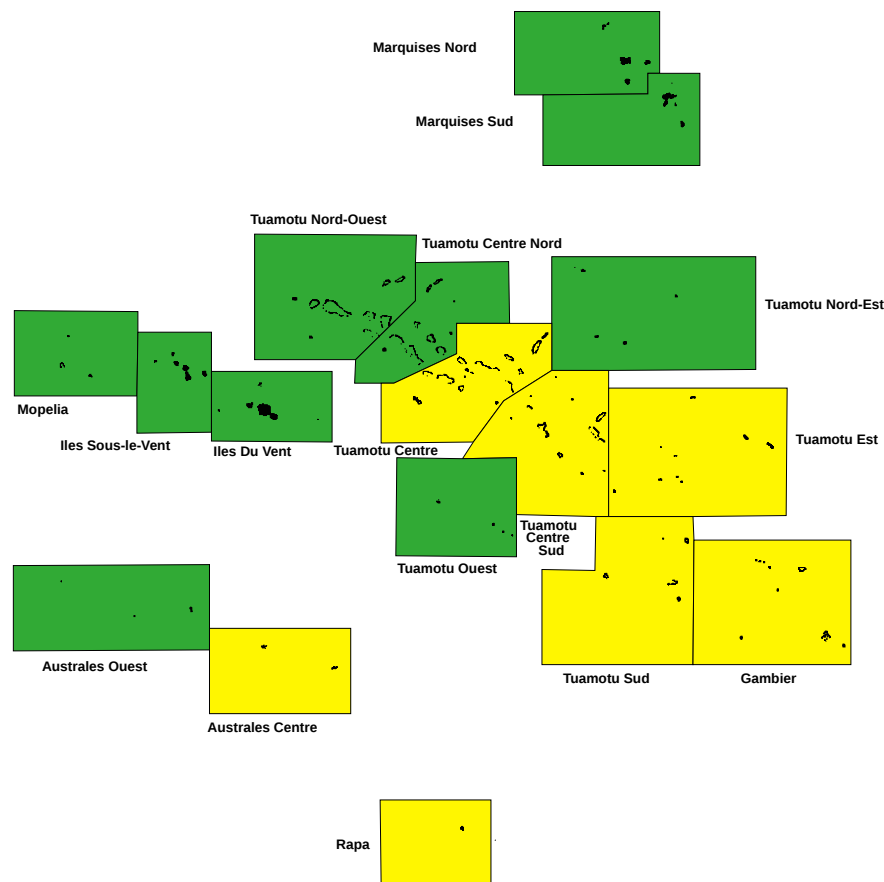 Marquises Nord
Marquises Sud
Tuamotu Nord-Ouest
Tuamotu Centre Nord
Tuamotu Nord-Est
Mopelia
Iles Sous-le-Vent
Iles Du Vent
Tuamotu Centre
Tuamotu Est
Tuamotu
Centre
Sud
Tuamotu Ouest
Australes Ouest
Tuamotu Sud
Gambier
Australes Centre
Rapa